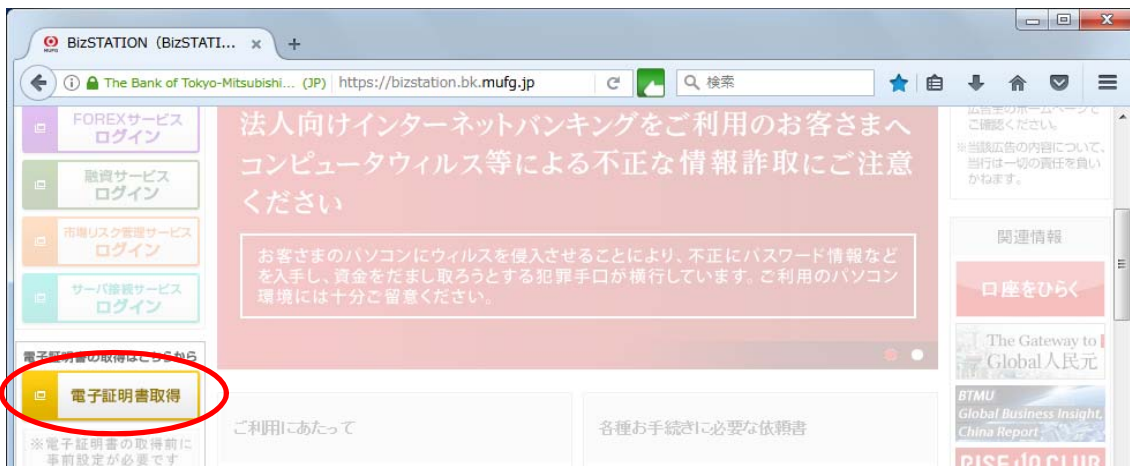 BizSTATION（BizSTATI...
The Bank of Tokyo-Mitsubishi... (JP)
https://bizstation.bk.mufg.jp
検索
FOREXサービス
ログイン
融資サービス
ログイン
市場リスク管理サービス
ログイン
サーバ接続サービス
ログイン
電子証明書の取得はこちらから
電子証明書取得
※電子証明書の取得前に
事前設定が必要です
法人向けインターネットバンキングをご利用のお客さまへ
コンピュータウィルス等による不正な情報詐取にご注意
ください
お客さまのパソコンにウィルスを侵入させることにより、不正にパスワード情報など
を入手し、資金をだまし取ろうとする犯罪手口が横行しています。ご利用のパソコン
環境には十分ご留意ください。
ご利用にあたって
各種お手続きに必要な依頼書
広告主のホームページで
ご確認ください。
※当該広告の内容について、
当行は一切の責任を負い
かねます。
関連情報
口座をひらく
The Gateway to
Global人民元
BTMU
Global Business Insight,
China Report
RISE UP CLUB